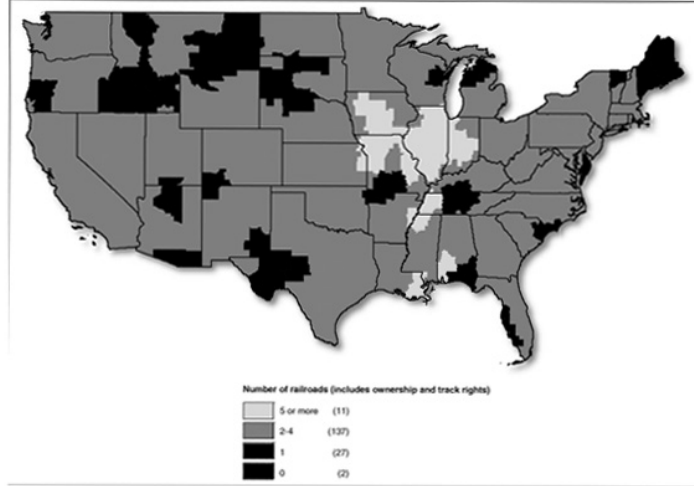 Number of railroads (includes ownership and track rights)
5 or more (11)
2-4 (137)
1 (27)
0 (2)